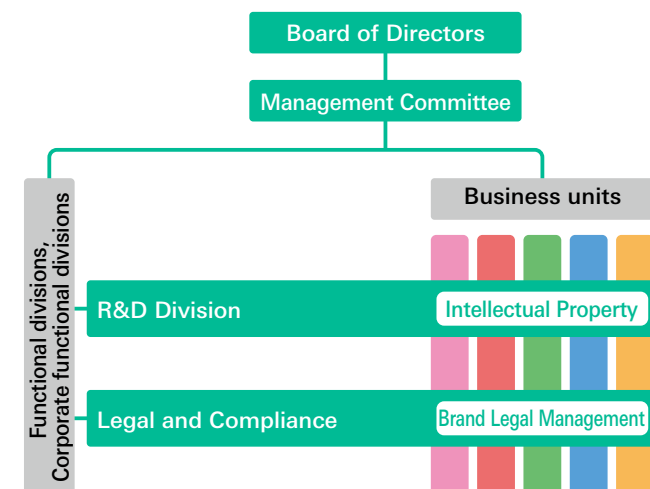 Board of Directors
Management Committee
Business units
Functional divisions,
Corporate functional divisions
R&D Division
Intellectual Property
Legal and Compliance
Brand Legal Management